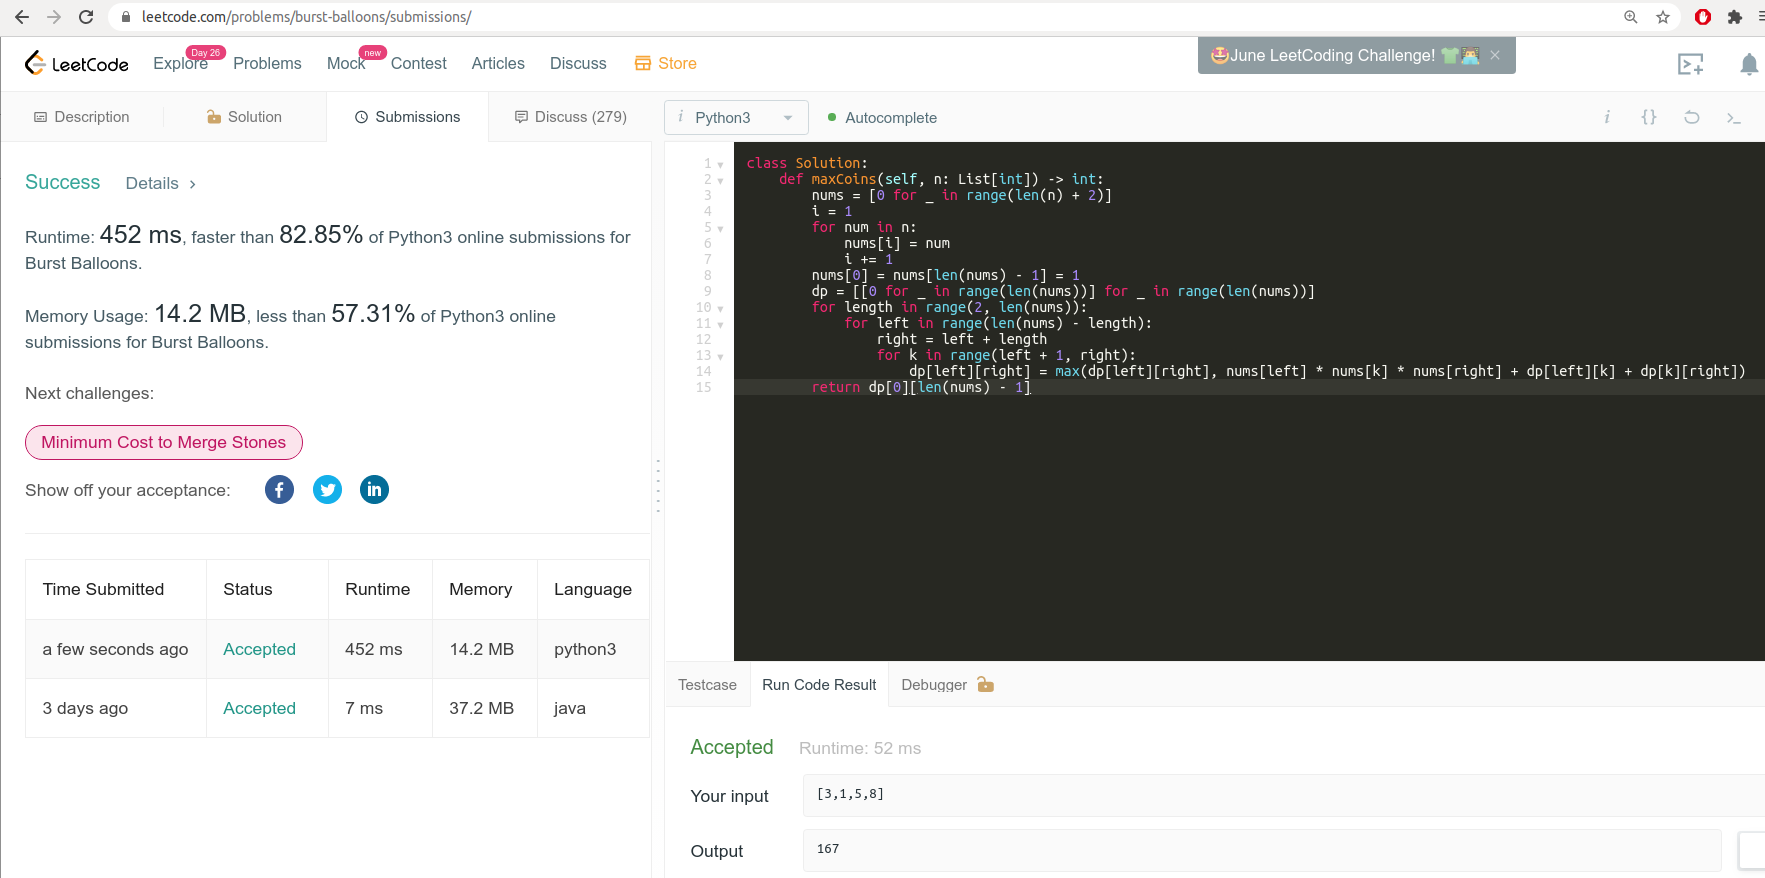 leetcode.com/problems/burst-balloons/submissions/
LeetCode
Explore
Day 26
Problems
Mock
new
Contest
Articles
Discuss
Store
June LeetCoding Challenge!
Description
Solution
Submissions
Discuss (279)
i Python3
Autocomplete
Success Details
Runtime: 452 ms, faster than 82.85% of Python3 online submissions for
Burst Balloons.
Memory Usage: 14.2 MB, less than 57.31% of Python3 online
submissions for Burst Balloons.
Next challenges:
Minimum Cost to Merge Stones
Show off your acceptance:
Time Submitted Status Runtime Memory Language
a few seconds ago Accepted 452 ms 14.2 MB python3
3 days ago Accepted 7 ms 37.2 MB java
1 class Solution:
2     def maxCoins(self, n: List[int]) -> int:
3         nums = [0 for _ in range(len(n) + 2)]
4         i = 1
5         for num in n:
6             nums[i] = num
7             i += 1
8         nums[0] = nums[len(nums) - 1] = 1
9         dp = [[0 for _ in range(len(nums))] for _ in range(len(nums))]
10         for length in range(2, len(nums)):
11             for left in range(len(nums) - length):
12                 right = left + length
13                 for k in range(left + 1, right):
14                     dp[left][right] = max(dp[left][right], nums[left] * nums[k] * nums[right] + dp[left][k] + dp[k][right])
15         return dp[0][len(nums) - 1]
Testcase
Run Code Result
Debugger
Accepted Runtime: 52 ms
Your input [3,1,5,8]
Output 167